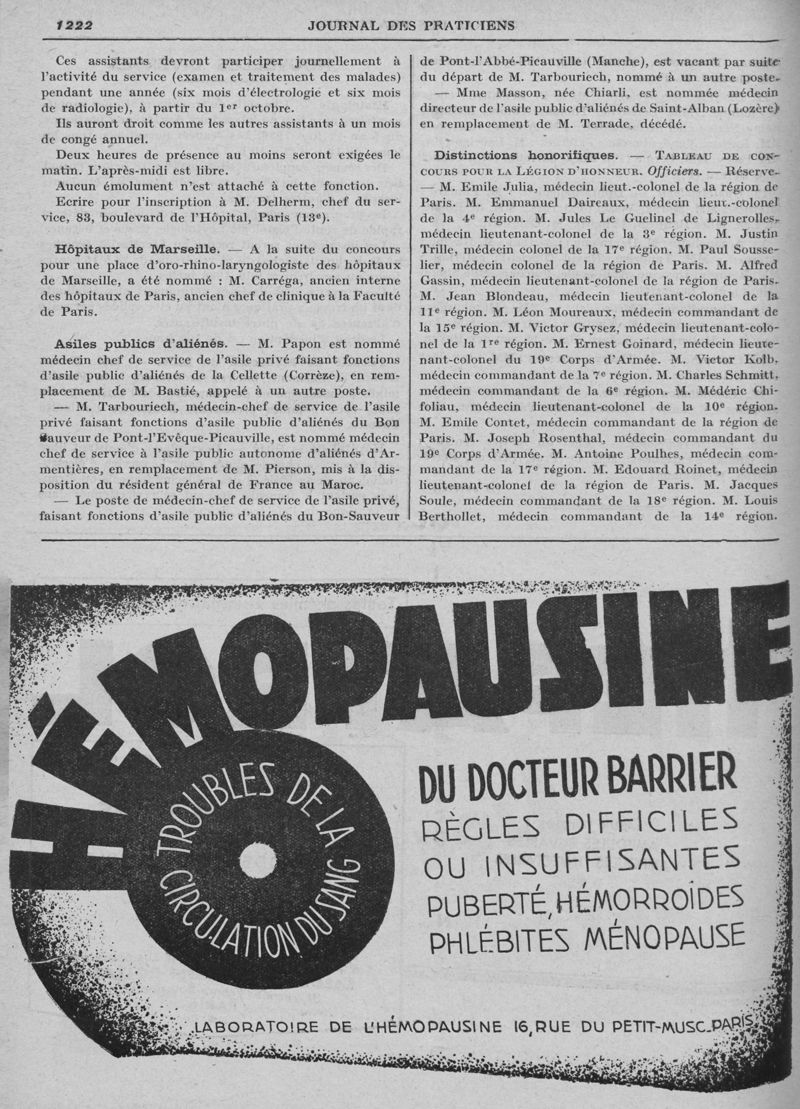 1222
JOURNAL DES PRATICIENS
Ces assistants devront participer journellement à
l'activité du service (examen et traitement des malades)
pendant une année (six mois d'électrologie et six mois
de radiologie), à partir du 1er octobre.
Ils auront droit comme les autres assistants à un mois
de congé annuel.
Deux heures de présence au moins seront exigées le
matin. L'après-midi est libre.
Aucun émolument n'est attaché à cette fonction.
Ecrire pour l'inscription à M. Delherm, chef du ser-
vice, 83, boulevard de l'Hôpital, Paris (13e).
Hôpitaux de Marseille. — A la suite du concours
pour une place d'oro-rhino-laryngologiste des hôpitaux
de Marseille, a été nommé : M. Carréga, ancien interne
des hôpitaux de Paris, ancien chef de clinique à la Faculté
de Paris.
Asiles publics d'aliénés. — M. Papon est nommé
médecin chef de service de l'asile privé faisant fonctions
d'asile public d'aliénés de la Cellette (Corrèze), en rem-
placement de M. Bastié, appelé à un autre poste.
— M. Tarbouriech, médecin-chef de service de l'asile
privé faisant fonctions d'asile public d'aliénés du Bon
Sauveur de Pont-l'Evêque-Picauville, est nommé médecin
chef de service à l'asile public autonome d'aliénés d'Ar-
mentières, en remplacement de M. Pierson, mis à la dis-
position du résident général de France au Maroc.
— Le poste de médecin-chef de service de l'asile privé,
faisant fonctions d'asile public d'aliénés du Bon-Sauveur
de Pont-l'Abbé-Picauville (Manche), est vacant par suite
du départ de M. Tarbouriech, nommé à un autre poste.
— Mme Masson, née Chiarli, est nommée médecin
directeur de l'asile public d'aliénés de Saint-Alban (Lozère)
en remplacement de M. Terrade, décédé.
Distinctions honorifiques. — TABLEAU DE CON-
COURS POUR LA LÉGION D'HONNEUR. Officiers. — Réserve.
— M. Emile Julia, médecin lieut.-colonel de la région de
Paris. M. Emmanuel Daireaux, médecin lieut.-colonel
de la 4e région. M. Jules Le Guelinel de Lignerolles,
médecin lieutenant-colonel de la 3e région. M. Justin
Trille, médecin colonel de la 17e région. M. Paul Sousse-
lier, médecin colonel de la région de Paris. M. Alfred
Gassin, médecin lieutenant-colonel de la région de Paris.
M. Jean Blondeau, médecin lieutenant-colonel de la
11e région. M. Léon Moureaux, médecin commandant de
la 15e région. M. Victor Grysez, médecin lieutenant-colo-
nel de la 1re région. M. Ernest Goinard, médecin lieute-
nant-colonel du 19e Corps d'Armée. M. Victor Kolb,
médecin commandant de la 7e région. M. Charles Schmitt,
médecin commandant de la 6e région. M. Médéric Chi-
foliau, médecin lieutenant-colonel de la 10e région.
M. Emile Contet, médecin commandant de la région de
Paris. M. Joseph Rosenthal, médecin commandant du
19e Corps d'Armée. M. Antoine Poulhes, médecin com-
mandant de la 17e région. M. Edouard Roinet, médecin
lieutenant-colonel de la région de Paris. M. Jacques
Soule, médecin commandant de la 18e région. M. Louis
Berthollet, médecin commandant de la 14e région.
HÉMOPAUSINE
TROUBLES DE LA
CIRCULATION DU SANG
DU DOCTEUR BARRIER
RÈGLES DIFFICILES
OU INSUFFISANTES
PUBERTÉ, HÉMORROÏDES
PHLÉBITES MÉNOPAUSE
LABORATOIRE DE L'HÉMOPAUSINE 16, RUE DU PETIT-MUSC_PARIS